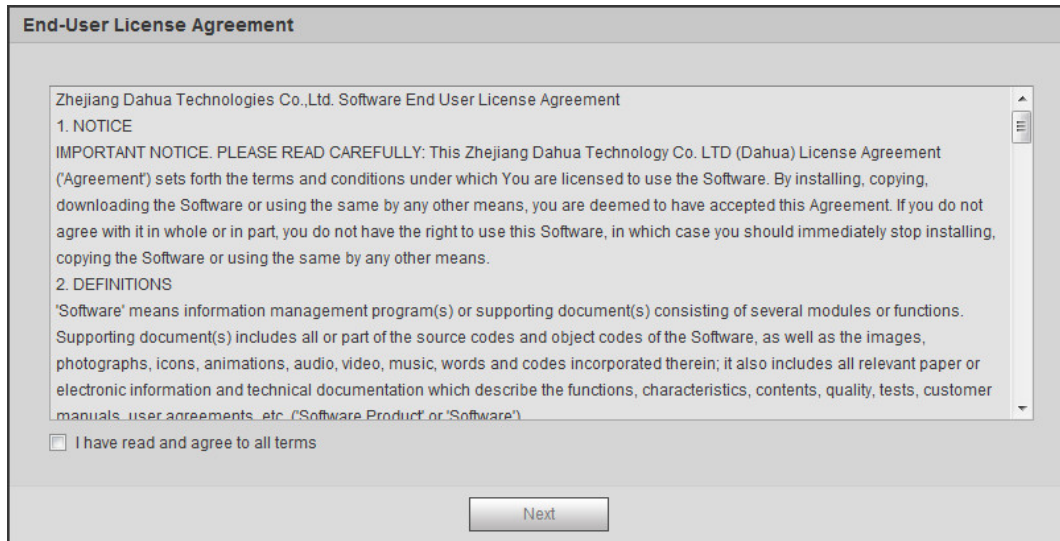 End-User License Agreement
Zhejiang Dahua Technologies Co.,Ltd. Software End User License Agreement
1. NOTICE
IMPORTANT NOTICE. PLEASE READ CAREFULLY: This Zhejiang Dahua Technology Co. LTD (Dahua) License Agreement
('Agreement') sets forth the terms and conditions under which You are licensed to use the Software. By installing, copying,
downloading the Software or using the same by any other means, you are deemed to have accepted this Agreement. If you do not
agree with it in whole or in part, you do not have the right to use this Software, in which case you should immediately stop installing,
copying the Software or using the same by any other means.
2. DEFINITIONS
'Software' means information management program(s) or supporting document(s) consisting of several modules or functions.
Supporting document(s) includes all or part of the source codes and object codes of the Software, as well as the images,
photographs, icons, animations, audio, video, music, words and codes incorporated therein; it also includes all relevant paper or
electronic information and technical documentation which describe the functions, characteristics, contents, quality, tests, customer
manuals, user agreements, etc. ('Software Product' or 'Software')
I have read and agree to all terms
Next